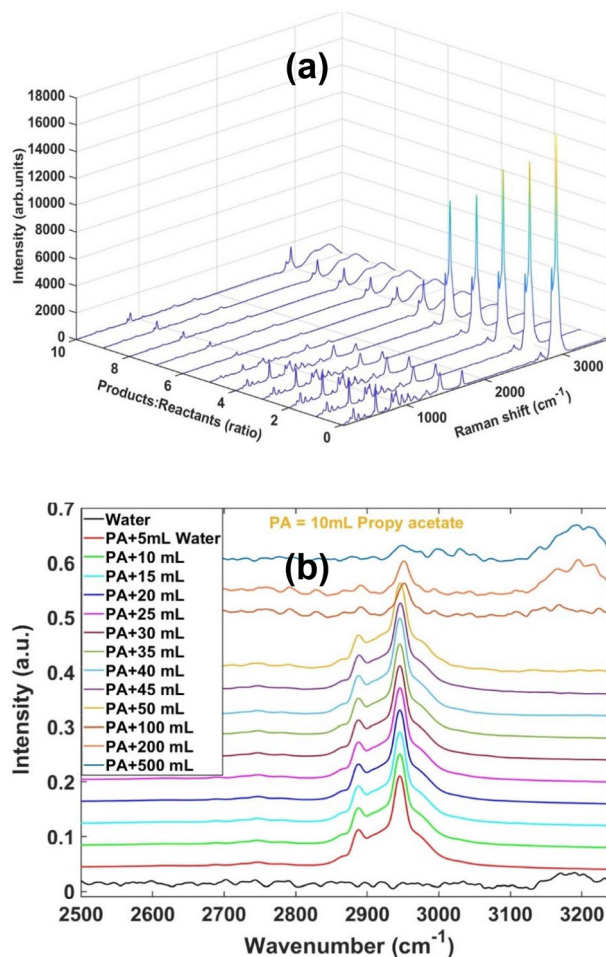 (a)
18000
16000
14000
12000
10000
8000
6000
4000
2000
0
Intensity (arb.units)
10
8
6
4
2
0
Products:Reactants (ratio)
1000
2000
3000
Raman shift (cm⁻¹)
0.7
0.6
0.5
0.4
0.3
0.2
0.1
0
Intensity (a.u.)
PA = 10mL Propy acetate
(b)
Water
PA+5mL Water
PA+10 mL
PA+15 mL
PA+20 mL
PA+25 mL
PA+30 mL
PA+35 mL
PA+40 mL
PA+45 mL
PA+50 mL
PA+100 mL
PA+200 mL
PA+500 mL
2500 2600 2700 2800 2900 3000 3100 3200
Wavenumber (cm⁻¹)